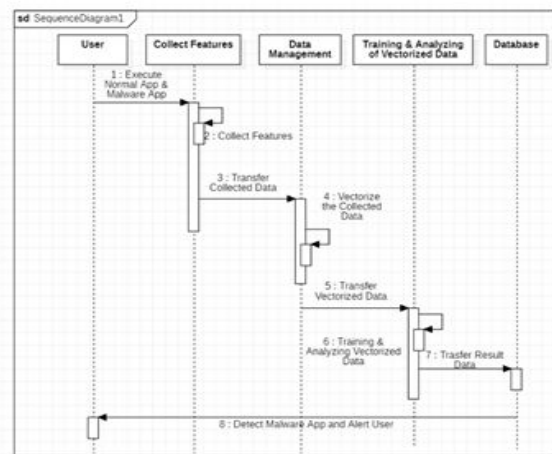 sd SequenceDiagram1
User
Collect Features
Data
Management
Training & Analyzing
of Vectorized Data
Database
1 : Execute
Normal App &
Malware App
2 : Collect Features
3 : Transfer
Collected Data
4 : Vectorize
the Collected
Data
5 : Transfer
Vectorized Data
6 : Training &
Analyzing Vectorized
Data
7 : Trasfer Result
Data
8 : Detect Malware App and Alert User